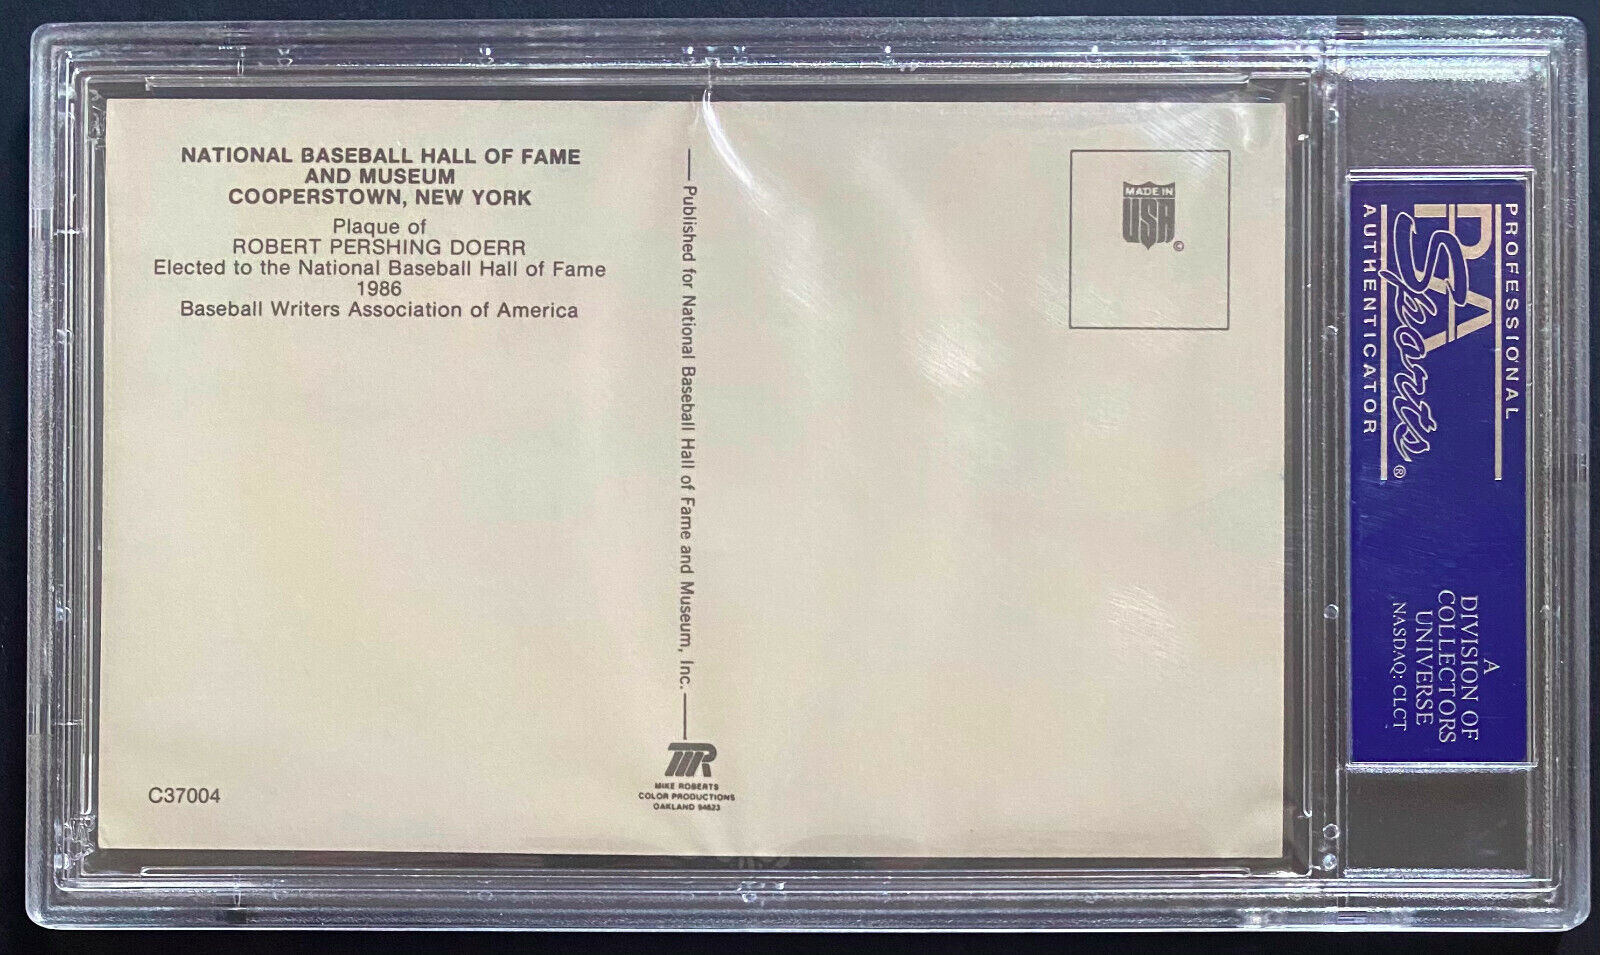 NATIONAL BASEBALL HALL OF FAME
AND MUSEUM
COOPERSTOWN, NEW YORK
Plaque of
ROBERT PERSHING DOERR
Elected to the National Baseball Hall of Fame
1986
Baseball Writers Association of America
C37004
Published for National Baseball Hall of Fame and Museum, Inc.
MIKE ROBERTS
COLOR PRODUCTIONS
OAKLAND 94623
MADE IN
USA
©
PROFESSIONAL
PSA
Sports®
AUTHENTICATOR
A
DIVISION OF
COLLECTORS
UNIVERSE
NASDAQ: CLCT